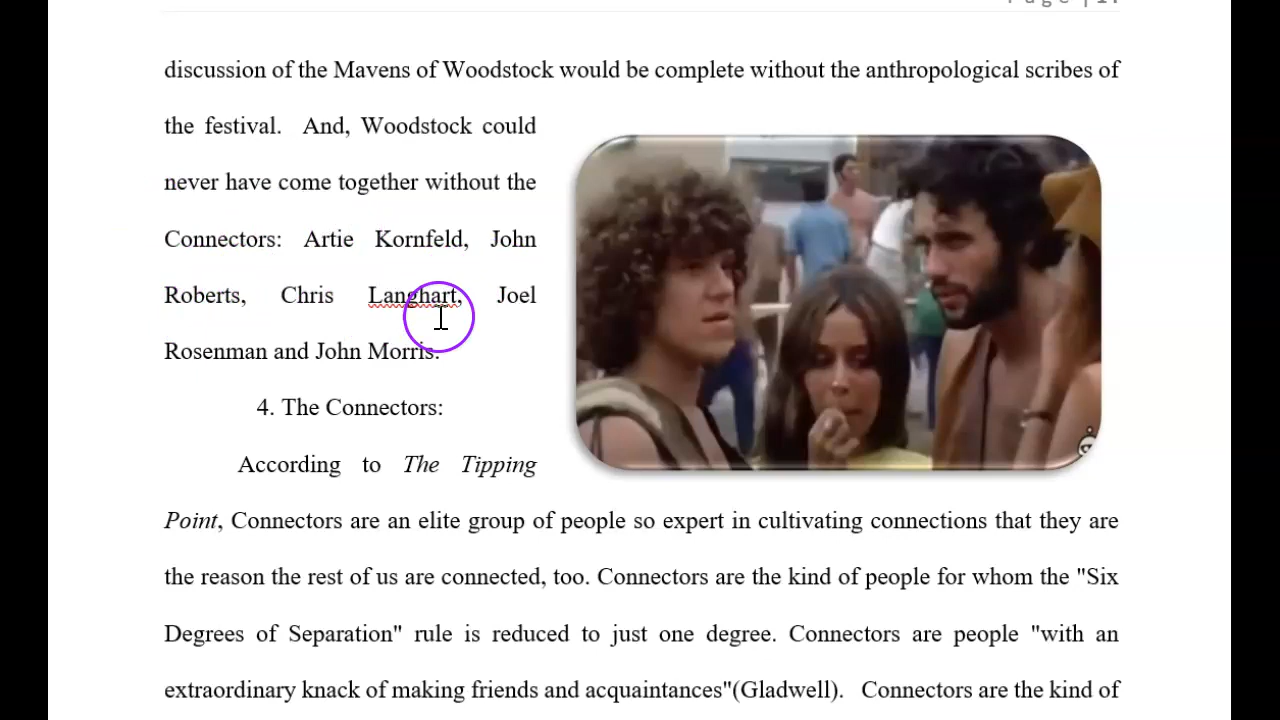 discussion of the Mavens of Woodstock would be complete without the anthropological scribes of
the festival. And, Woodstock could
never have come together without the
Connectors: Artie Kornfeld, John
Roberts, Chris Langhart, Joel
Rosenman and John Morris.
4. The Connectors:
According to The Tipping
Point, Connectors are an elite group of people so expert in cultivating connections that they are
the reason the rest of us are connected, too. Connectors are the kind of people for whom the "Six
Degrees of Separation" rule is reduced to just one degree. Connectors are people "with an
extraordinary knack of making friends and acquaintances"(Gladwell). Connectors are the kind of